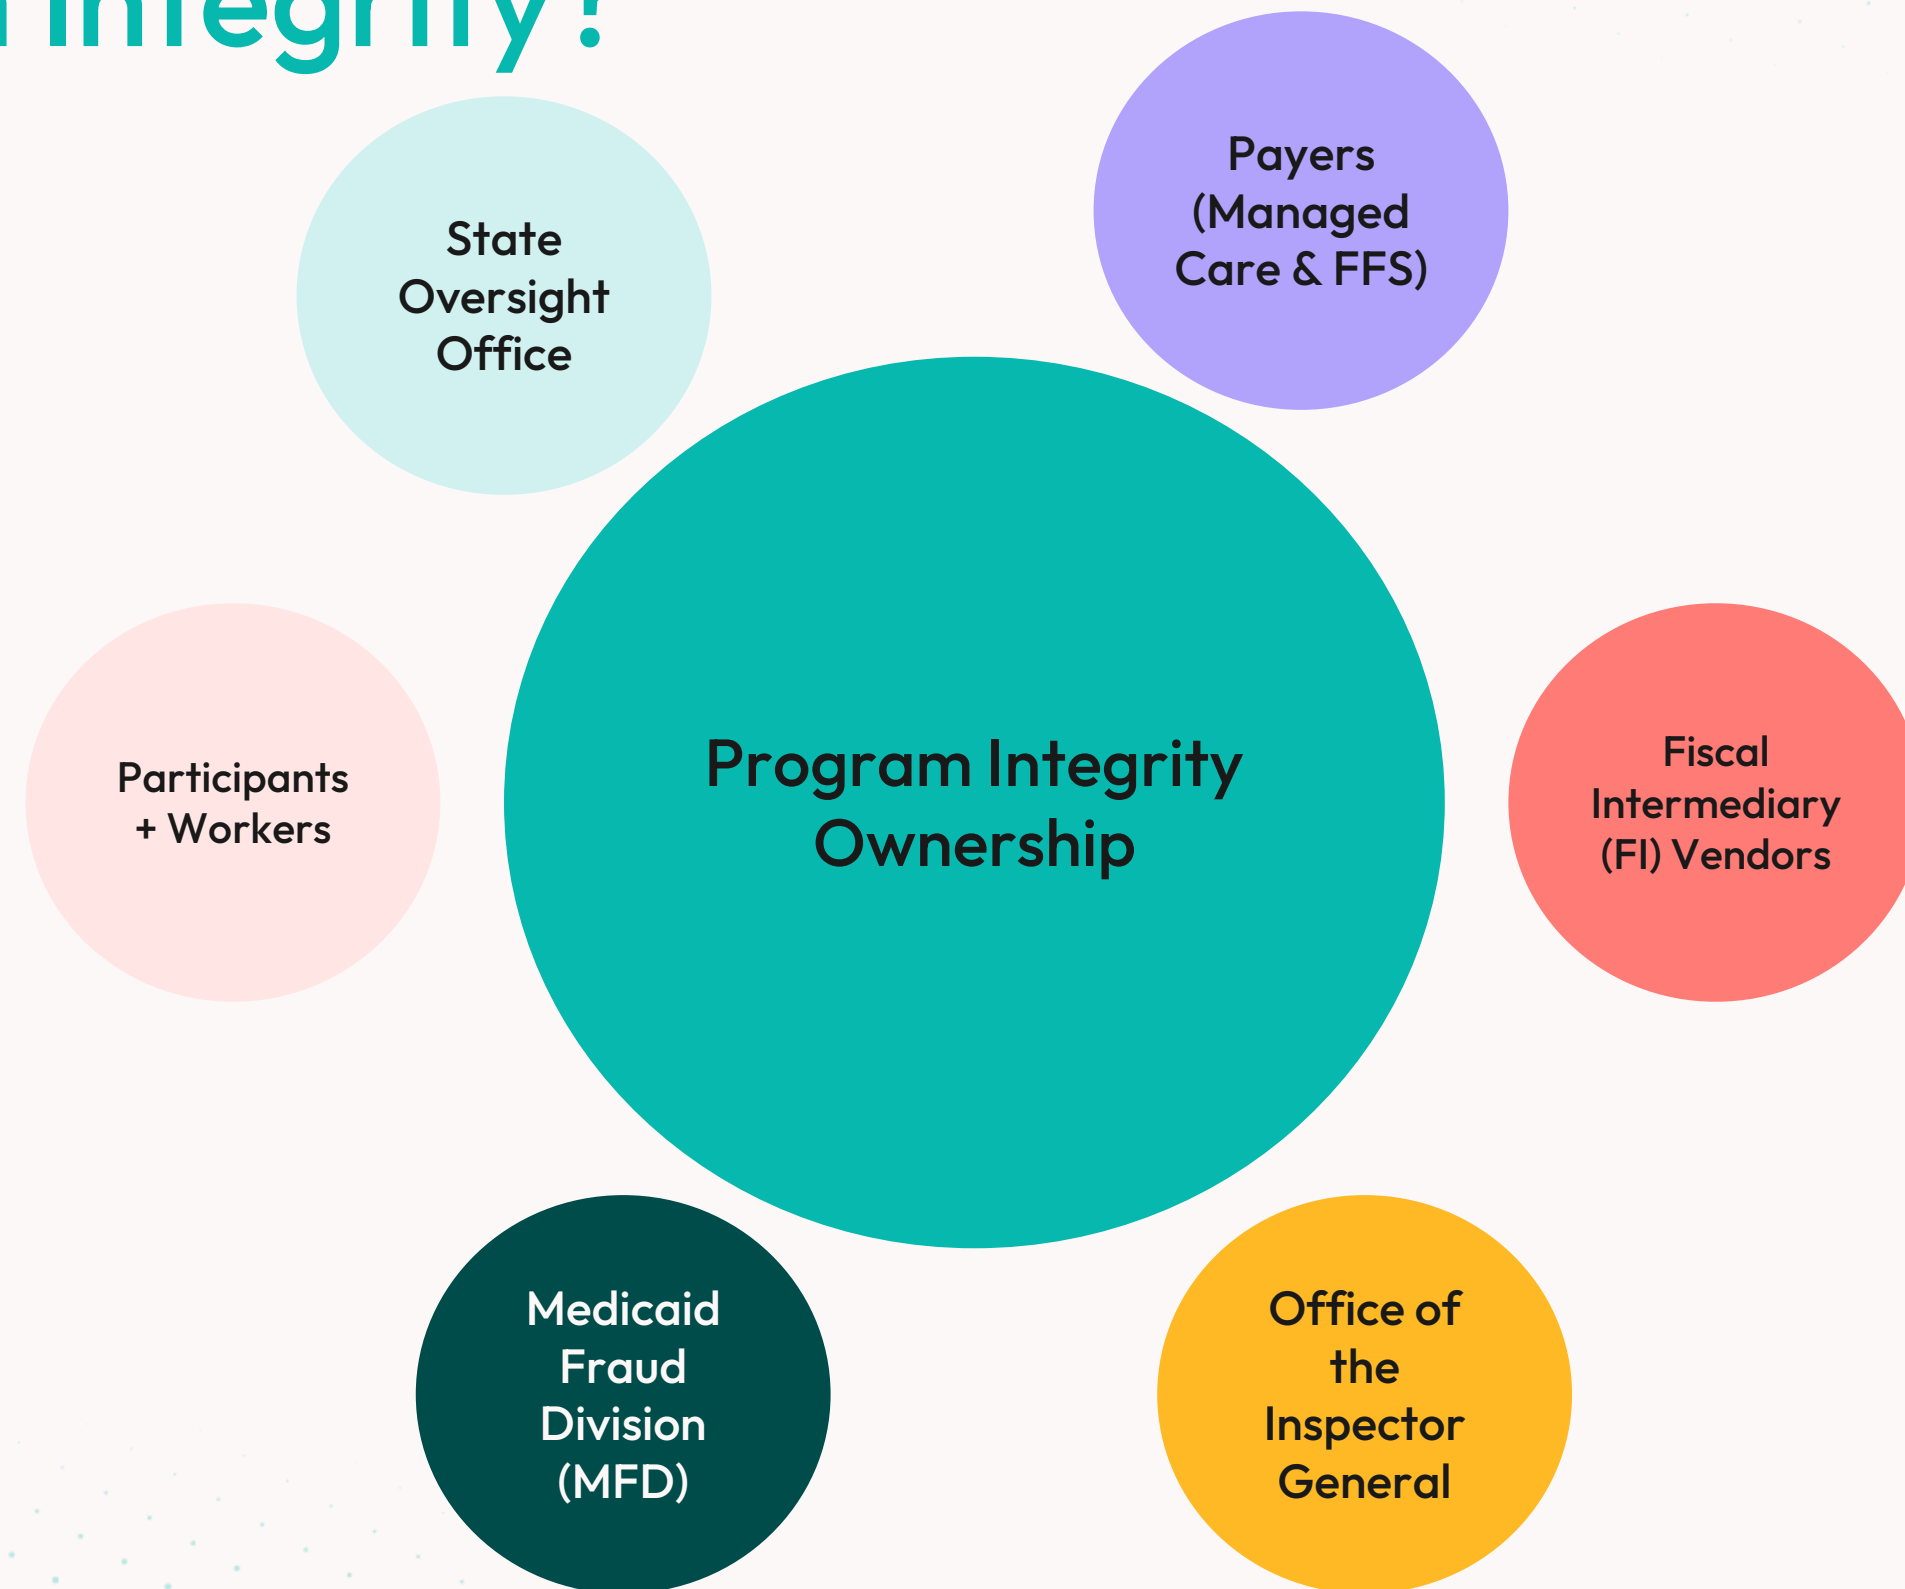 Integrity?
State
Oversight
Office
Payers
(Managed
Care & FFS)
Program Integrity
Ownership
Participants
+ Workers
Fiscal
Intermediary
(FI) Vendors
Medicaid
Fraud
Division
(MFD)
Office of
the
Inspector
General